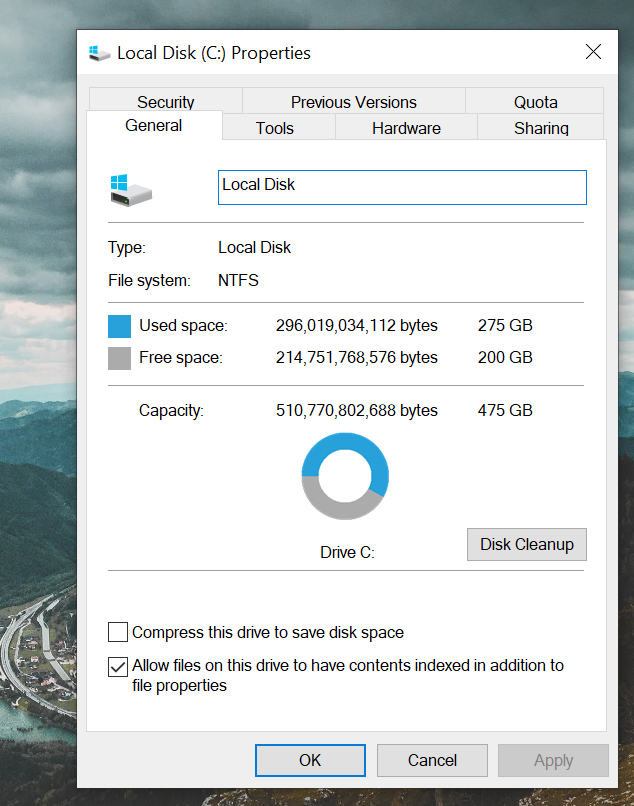 Local Disk (C:) Properties
Security Previous Versions Quota
General Tools Hardware Sharing
Local Disk
Type: Local Disk
File system: NTFS
Used space: 296,019,034,112 bytes 275 GB
Free space: 214,751,768,576 bytes 200 GB
Capacity: 510,770,802,688 bytes 475 GB
Drive C:
Disk Cleanup
Compress this drive to save disk space
Allow files on this drive to have contents indexed in addition to
file properties
OK Cancel Apply